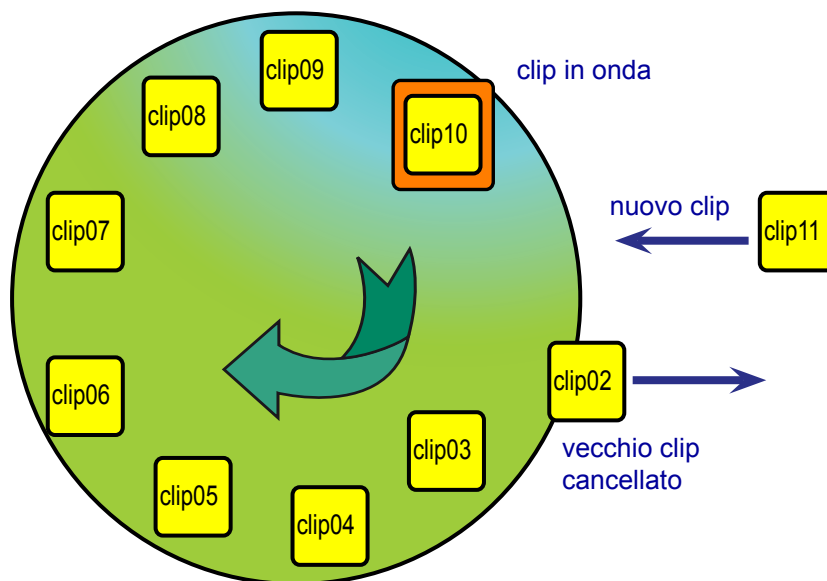 clip09
clip in onda
clip08
clip10
nuovo clip
clip07
clip11
clip06
clip02
clip03
vecchio clip
cancellato
clip05
clip04